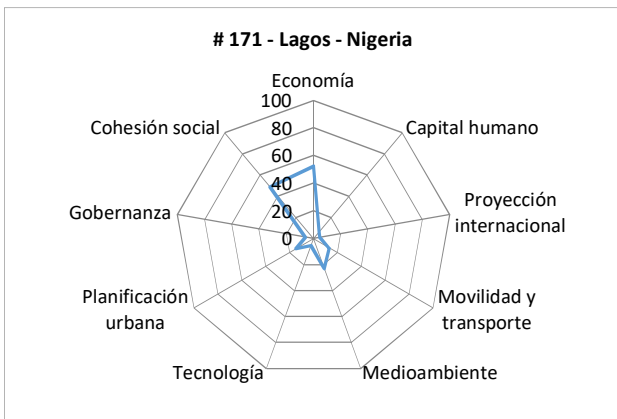 # 171 - Lagos - Nigeria
Economía
100
80
60
40
20
0
Capital humano
Proyección
internacional
Movilidad y
transporte
Medioambiente
Tecnología
Planificación
urbana
Gobernanza
Cohesión social